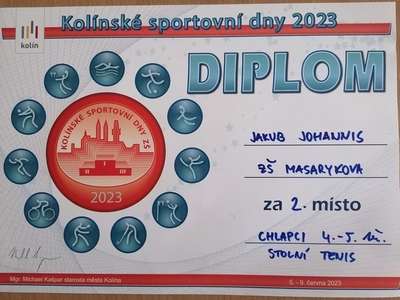 Kolínské sportovní dny 2023
kolín
DIPLOM
KOLÍNSKÉ SPORTOVNÍ DNY ZŠ
2023
JAKUB JOHANNIS
ZŠ MASARYKOVA
za 2. místo
CHLAPCI 4.-5. tř.
STOLNÍ TENIS
Mgr. Michael Kašpar starosta města Kolína
5. - 9. června 2023